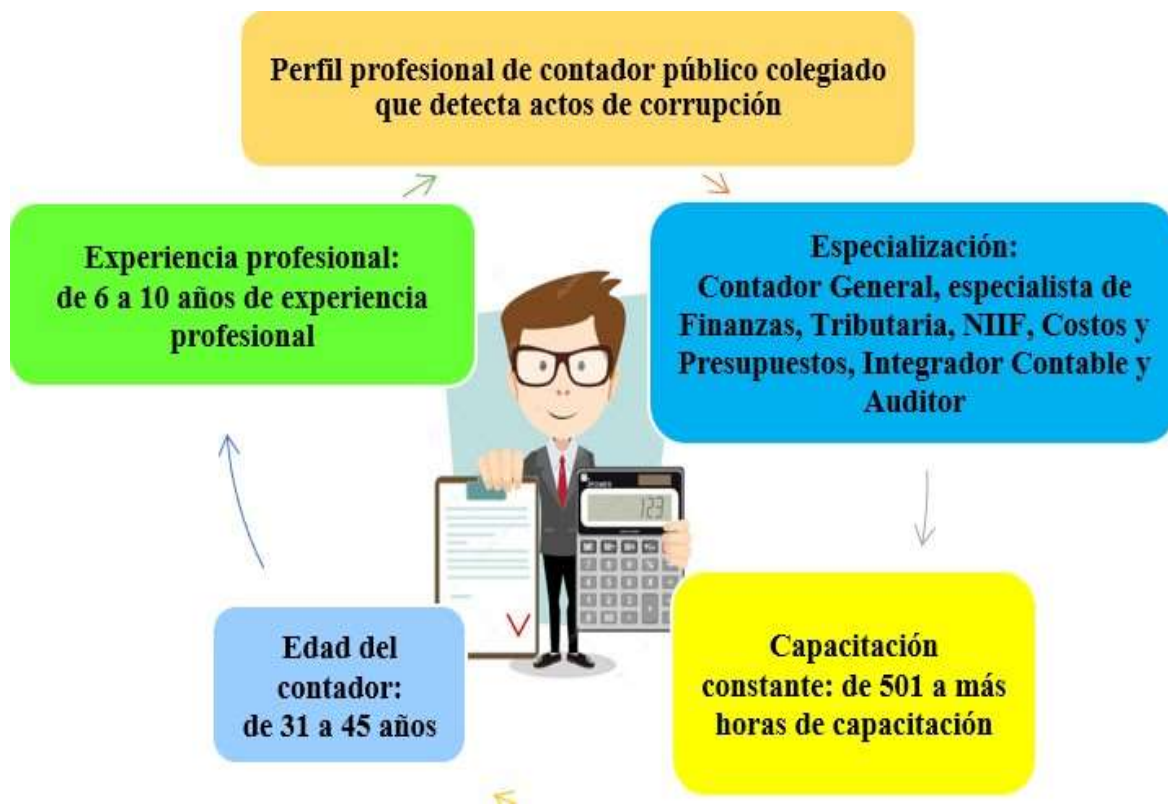 Perfil profesional de contador público colegiado
que detecta actos de corrupción
Experiencia profesional:
de 6 a 10 años de experiencia
profesional
Especialización:
Contador General, especialista de
Finanzas, Tributaria, NIIF, Costos y
Presupuestos, Integrador Contable y
Auditor
123
Edad del
contador:
de 31 a 45 años
Capacitación
constante: de 501 a más
horas de capacitación